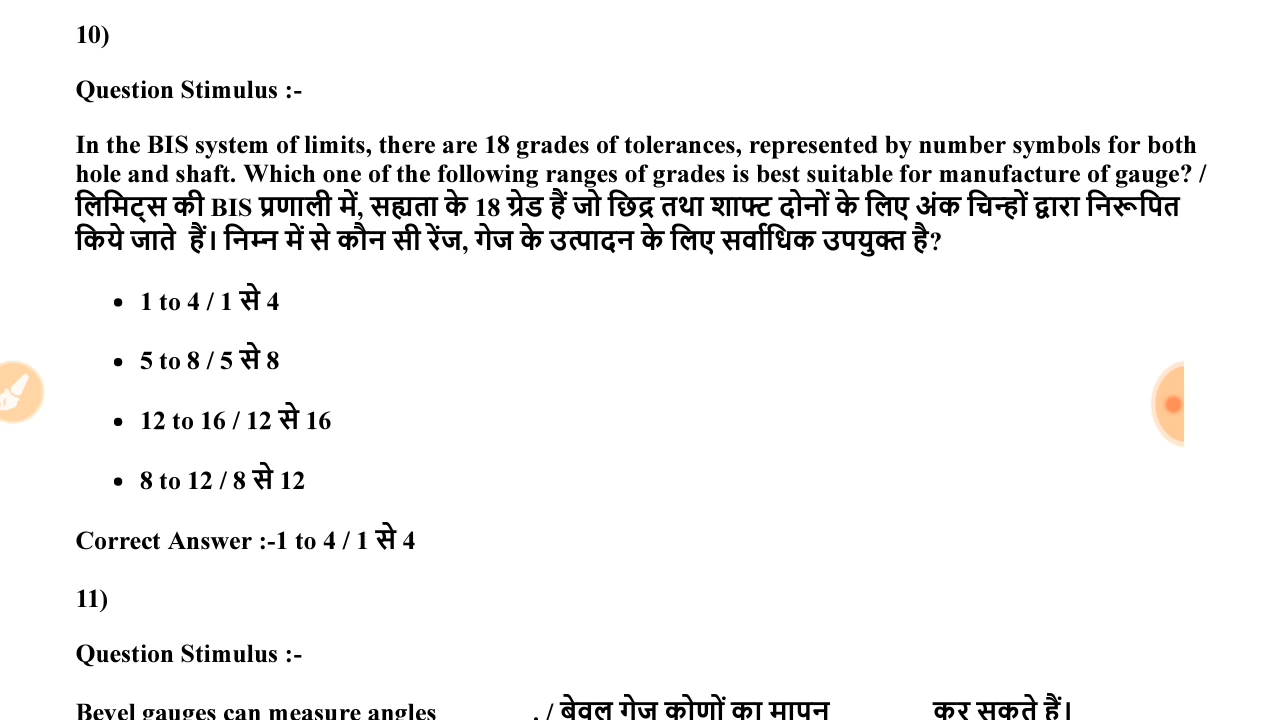 10)
Question Stimulus :-
In the BIS system of limits, there are 18 grades of tolerances, represented by number symbols for both
hole and shaft. Which one of the following ranges of grades is best suitable for manufacture of gauge? /
लिमिट्स की BIS प्रणाली में, सह्यता के 18 ग्रेड हैं जो छिद्र तथा शाफ्ट दोनों के लिए अंक चिन्हों द्वारा निरूपित
किये जाते हैं। निम्न में से कौन सी रेंज, गेज के उत्पादन के लिए सर्वाधिक उपयुक्त है?
• 1 to 4 / 1 से 4
• 5 to 8 / 5 से 8
• 12 to 16 / 12 से 16
• 8 to 12 / 8 से 12
Correct Answer :-1 to 4 / 1 से 4
11)
Question Stimulus :-
Bevel gauges can measure angles ________. / बेवल गेज कोणों का मापन ________ कर सकते हैं।